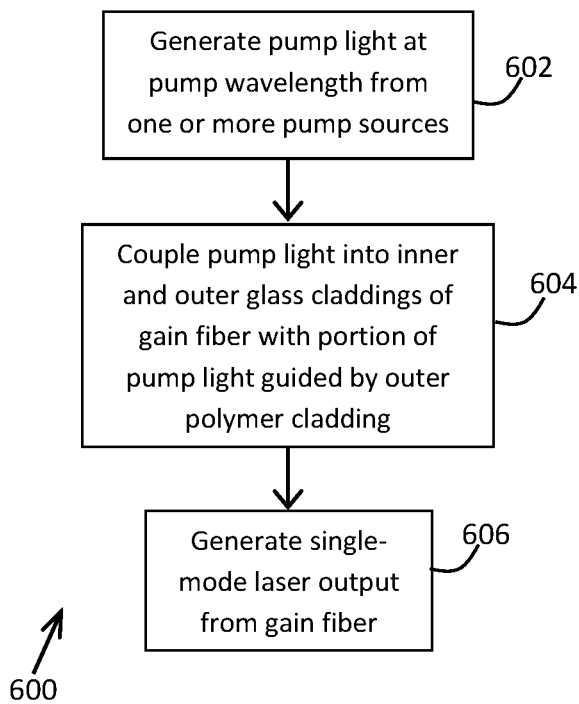 Generate pump light at
pump wavelength from
one or more pump sources
602
Couple pump light into inner
and outer glass claddings of
gain fiber with portion of
pump light guided by outer
polymer cladding
604
Generate single-
mode laser output
from gain fiber
606
600